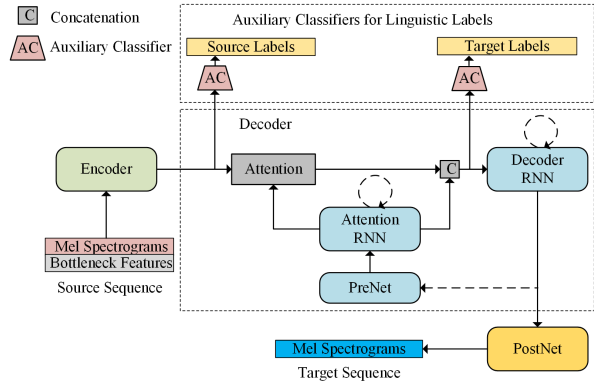 C
Concatenation
AC
Auxiliary Classifier
Auxiliary Classifiers for Linguistic Labels
Source Labels
Target Labels
AC
AC
Decoder
Encoder
Attention
C
Decoder
RNN
Attention
RNN
Mel Spectrograms
Bottleneck Features
Source Sequence
PreNet
Mel Spectrograms
Target Sequence
PostNet